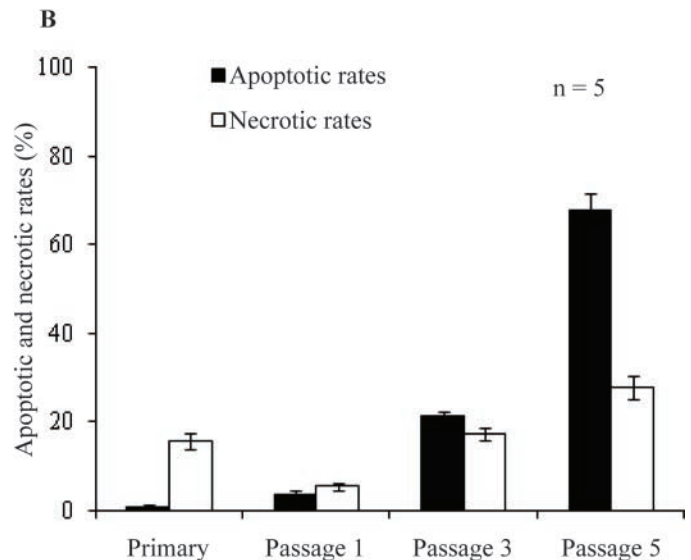 B
Apoptotic and necrotic rates (%)
100
80
60
40
20
0
Apoptotic rates
Necrotic rates
n = 5
Primary Passage 1 Passage 3 Passage 5